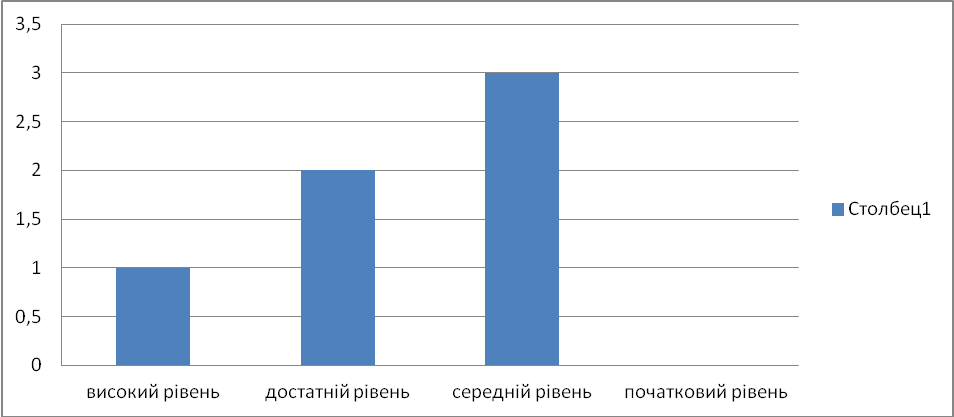 3,5
3
2,5
2
1,5
1
0,5
0
високий рівень
достатній рівень
середній рівень
початковий рівень
Столбец1